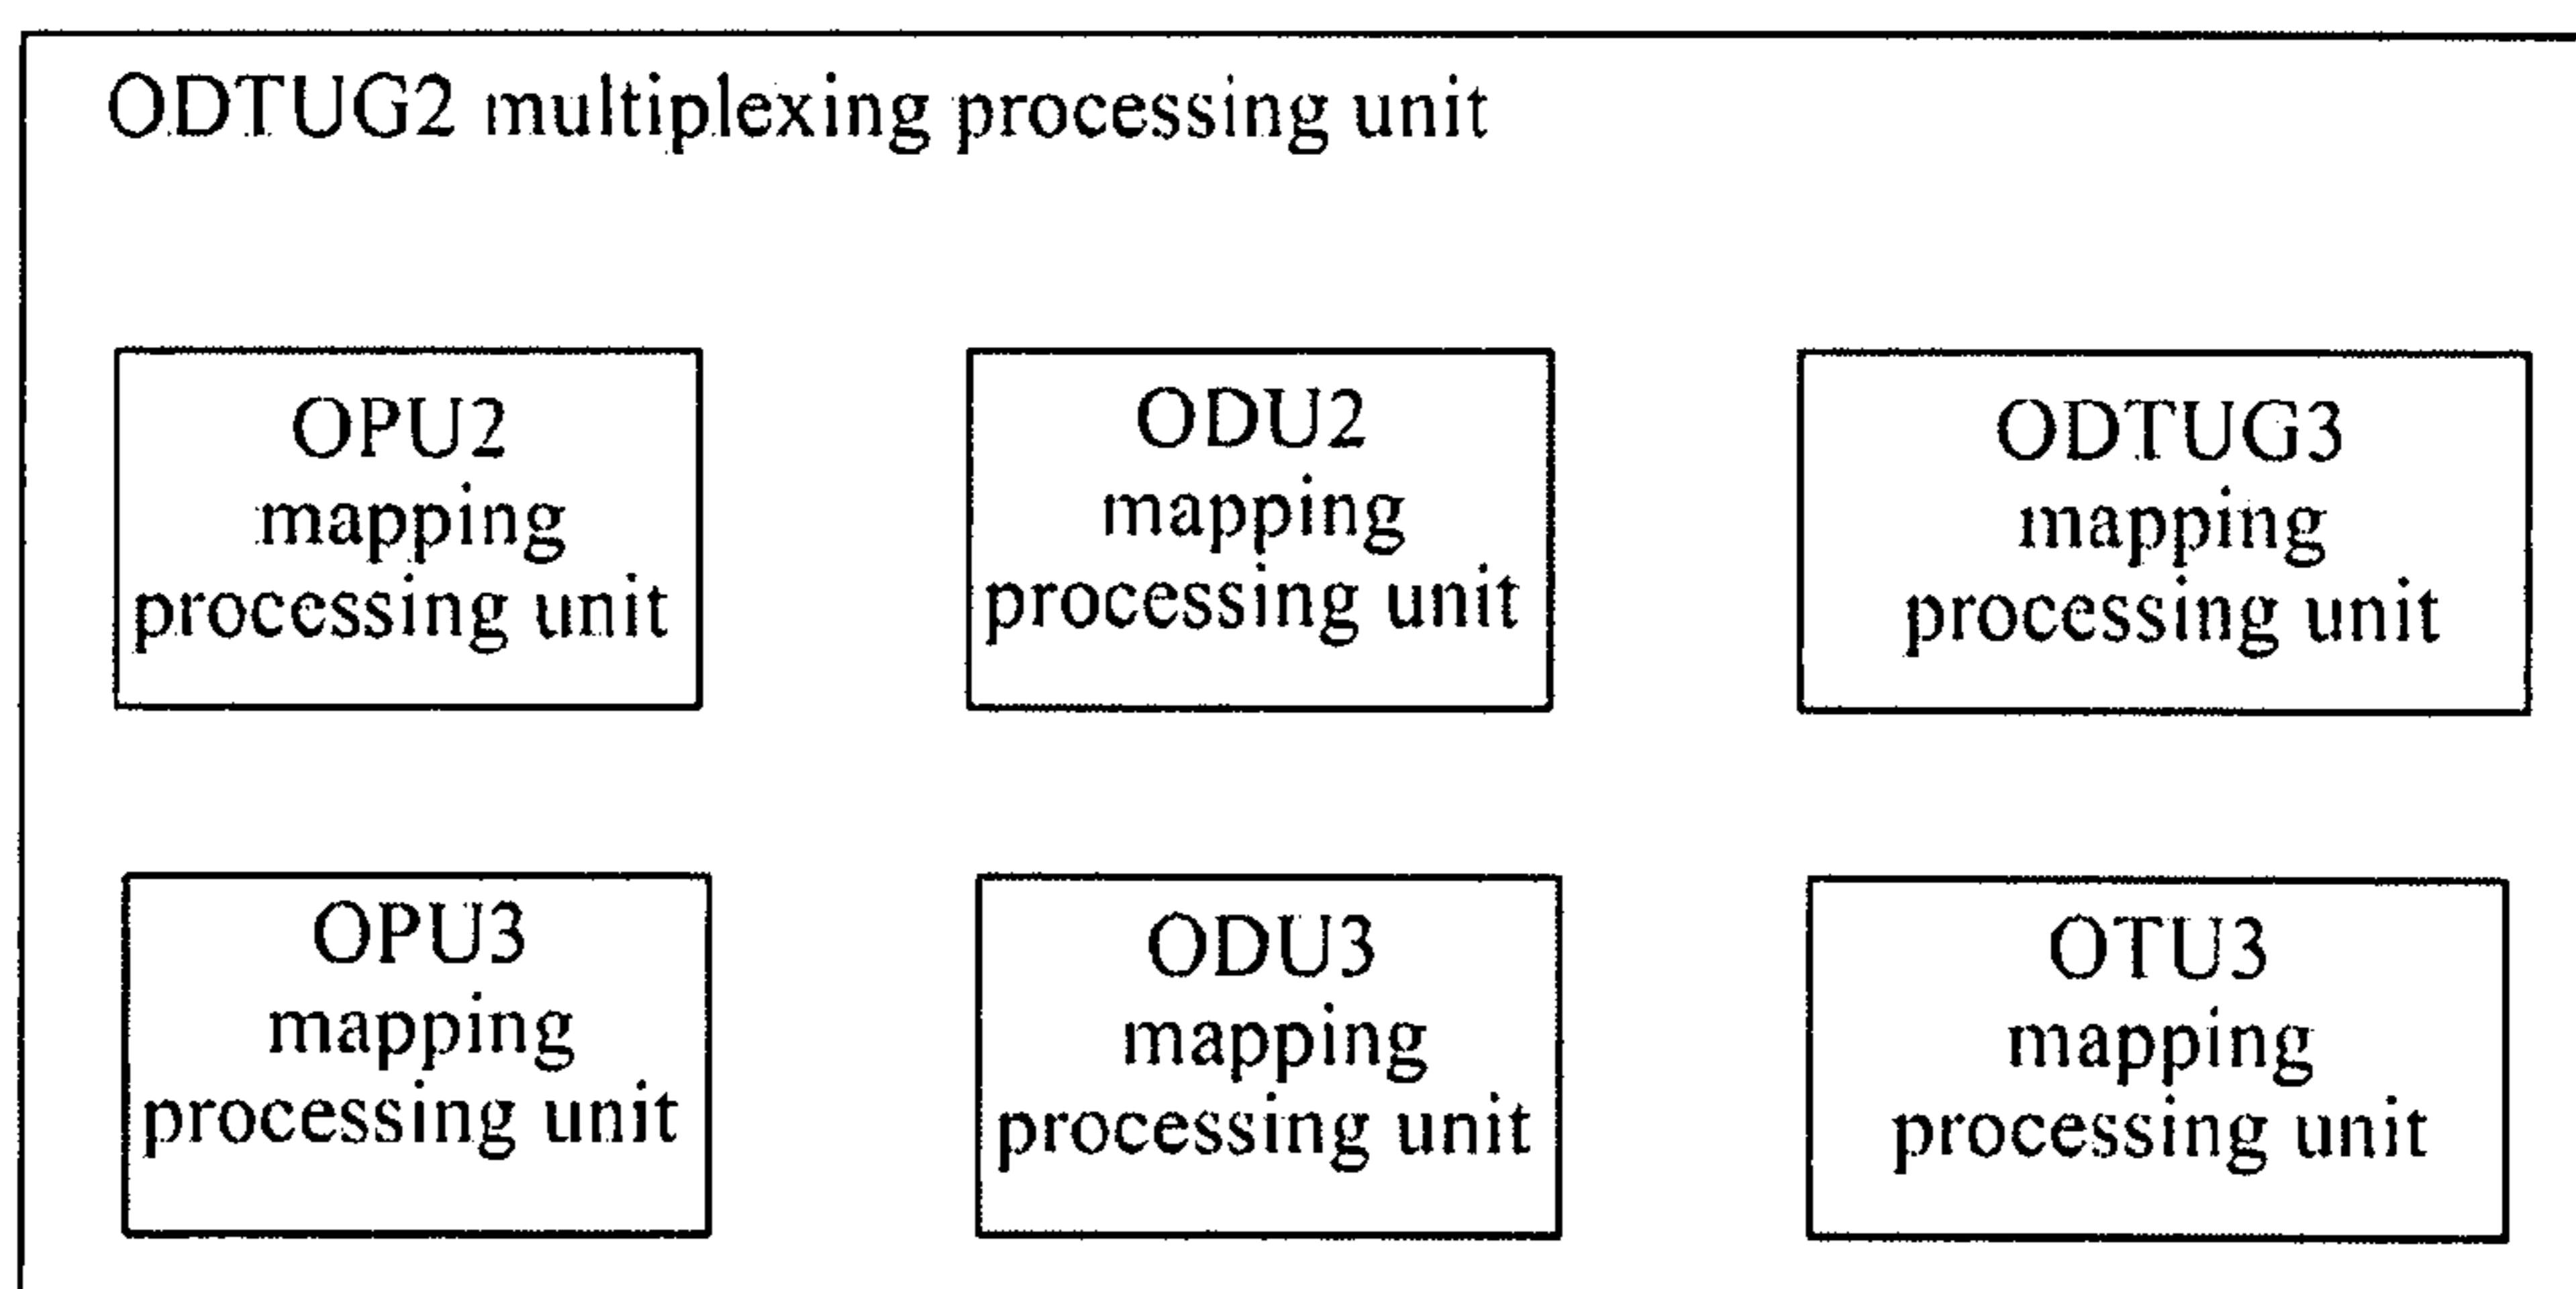 ODTUG2 multiplexing processing unit
OPU2
mapping
processing unit
ODU2
mapping
processing unit
ODTUG3
mapping
processing unit
OPU3
mapping
processing unit
ODU3
mapping
processing unit
OTU3
mapping
processing unit